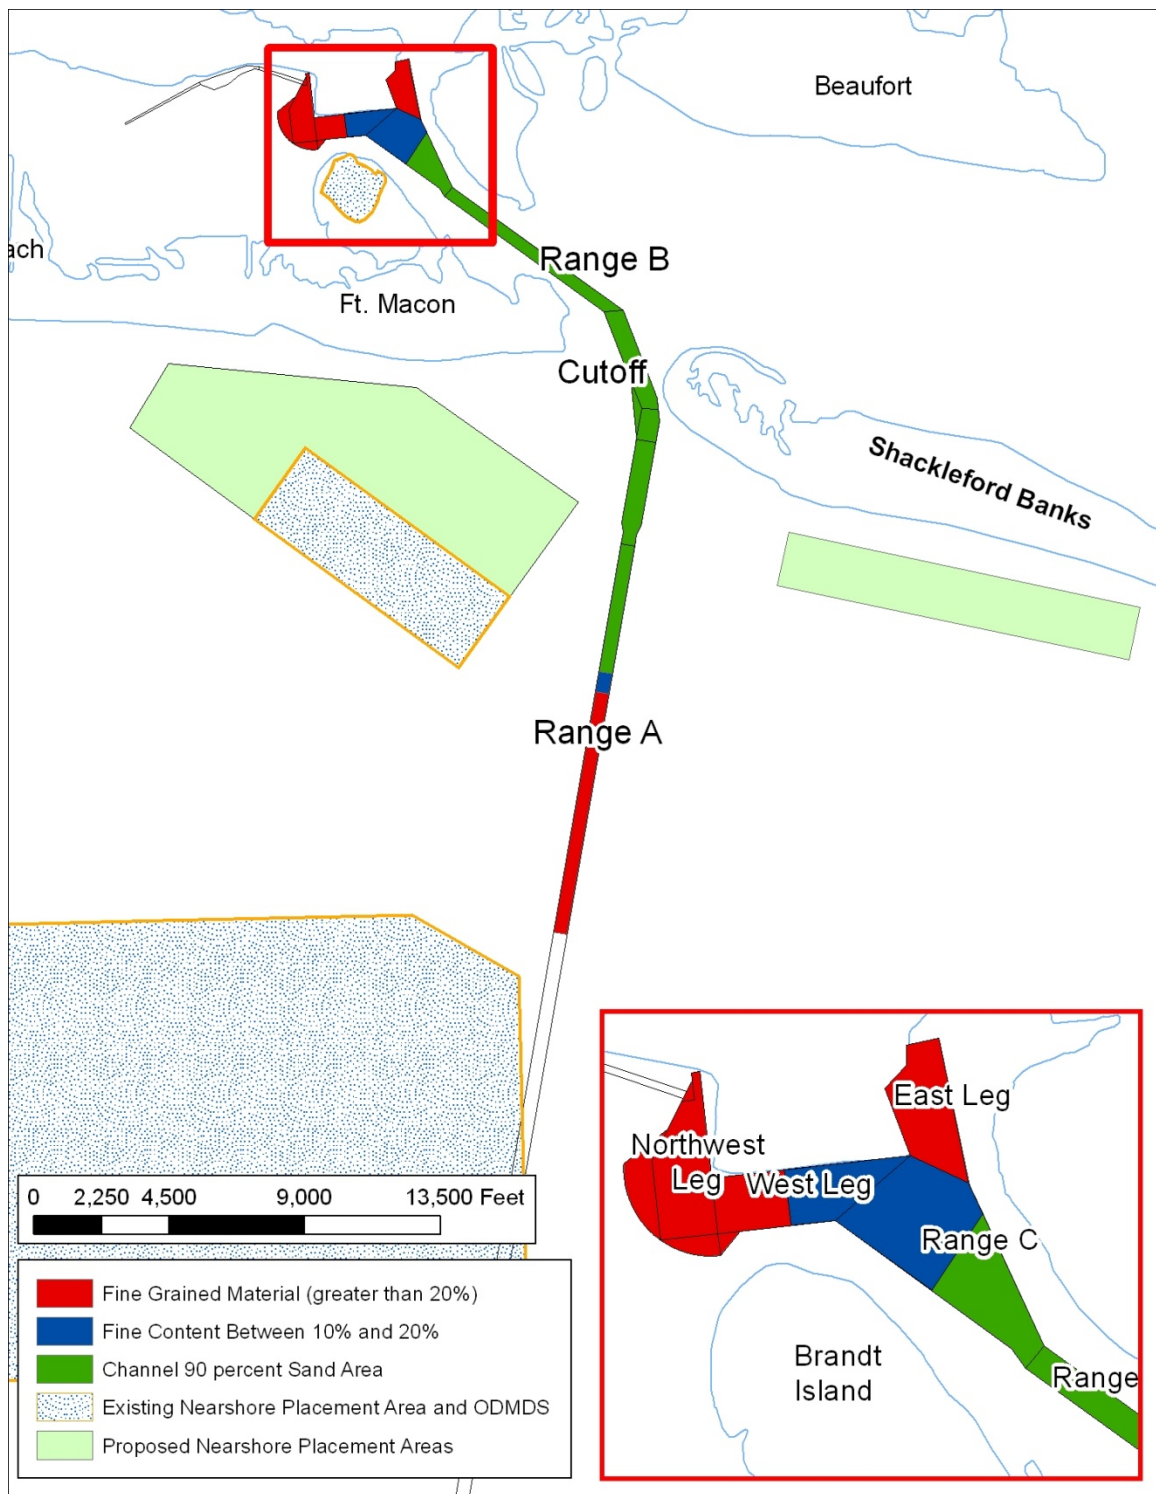 Beaufort
ach
Range B
Ft. Macon
Cutoff
Shackleford Banks
Range A
0 2,250 4,500 9,000 13,500 Feet
Fine Grained Material (greater than 20%)
Fine Content Between 10% and 20%
Channel 90 percent Sand Area
Existing Nearshore Placement Area and ODMDS
Proposed Nearshore Placement Areas
East Leg
Northwest
Leg
West Leg
Range C
Brandt
Island
Range